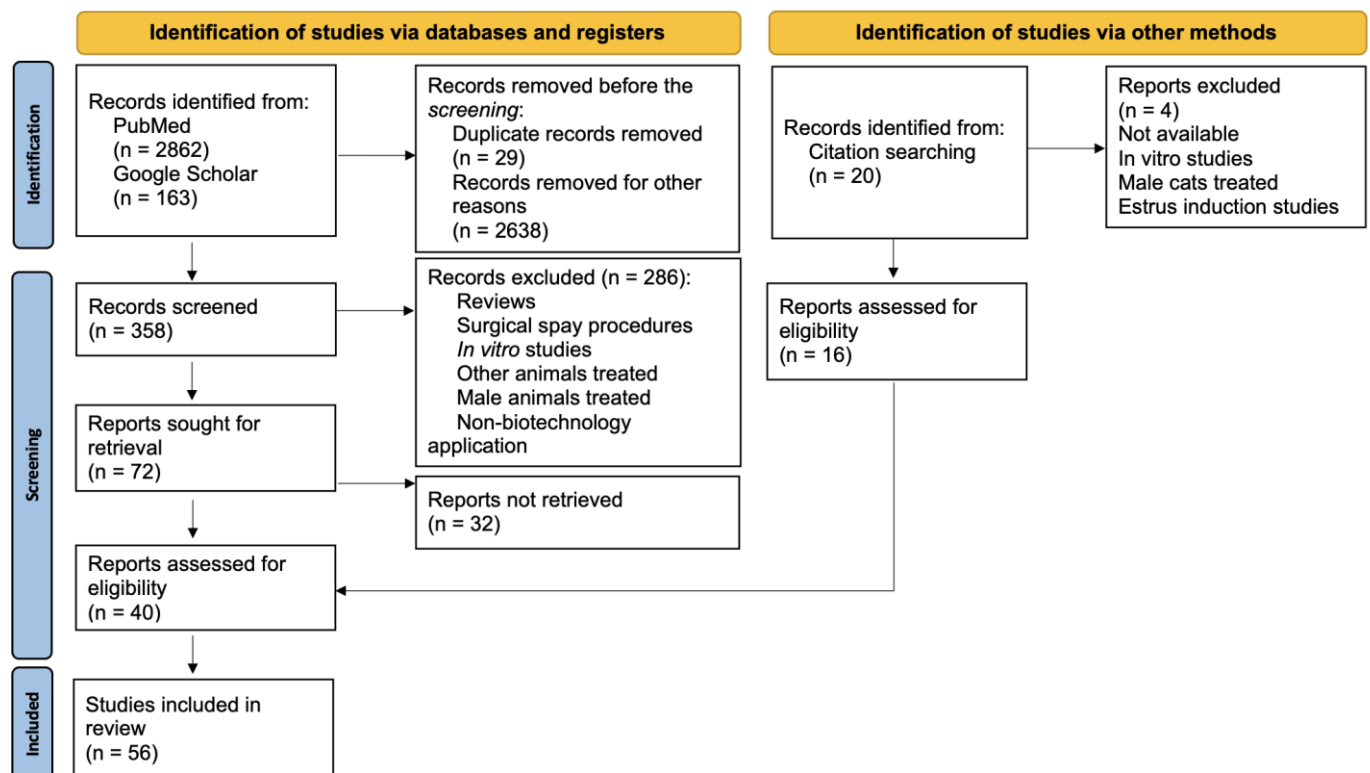 Identification of studies via databases and registers
Identification of studies via other methods
Identification
Records identified from:
PubMed
(n = 2862)
Google Scholar
(n = 163)
Records removed before the
screening:
Duplicate records removed
(n = 29)
Records removed for other
reasons
(n = 2638)
Records identified from:
Citation searching
(n = 20)
Reports excluded
(n = 4)
Not available
In vitro studies
Male cats treated
Estrus induction studies
Screening
Records screened
(n = 358)
Records excluded (n = 286):
Reviews
Surgical spay procedures
In vitro studies
Other animals treated
Male animals treated
Non-biotechnology
application
Reports assessed for
eligibility
(n = 16)
Reports sought for
retrieval
(n = 72)
Reports not retrieved
(n = 32)
Reports assessed for
eligibility
(n = 40)
Included
Studies included in
review
(n = 56)